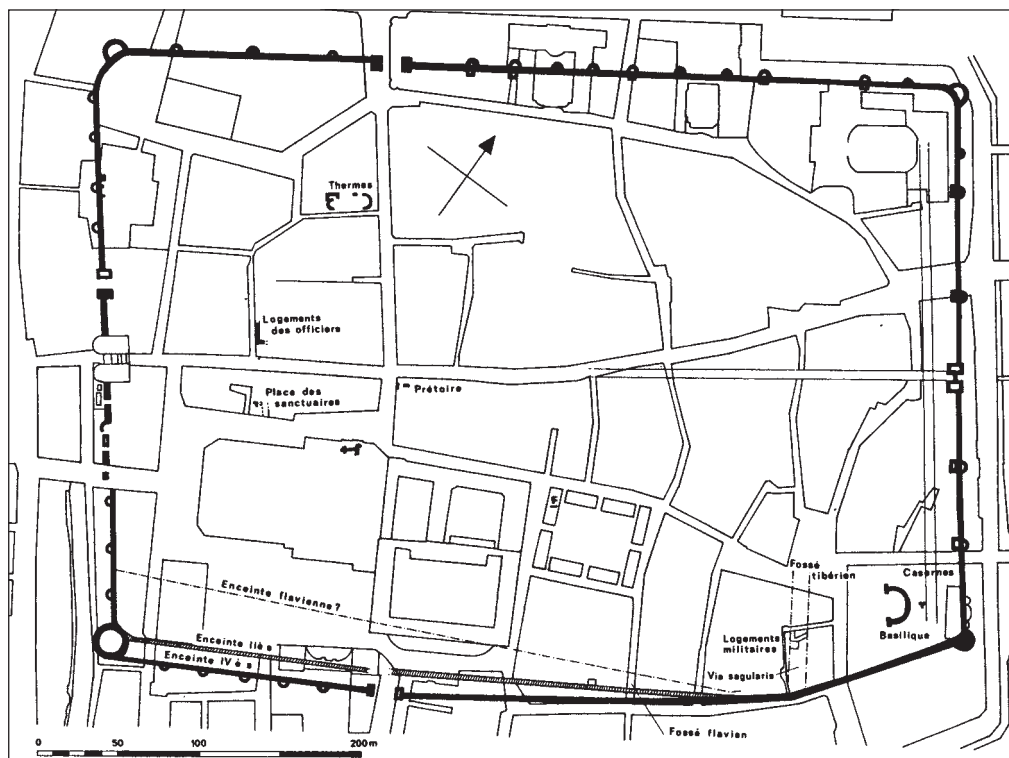 Thermes
Logements
des officiers
Place des
sanctuaires
Prétoire
Enceinte flavienne?
Fossé
tibérien
Casernes
Basilique
Enceinte IIè s
Logements
militaires
Enceinte IV è s
Via sagularis
Fossé flavien
0 50 100 200m